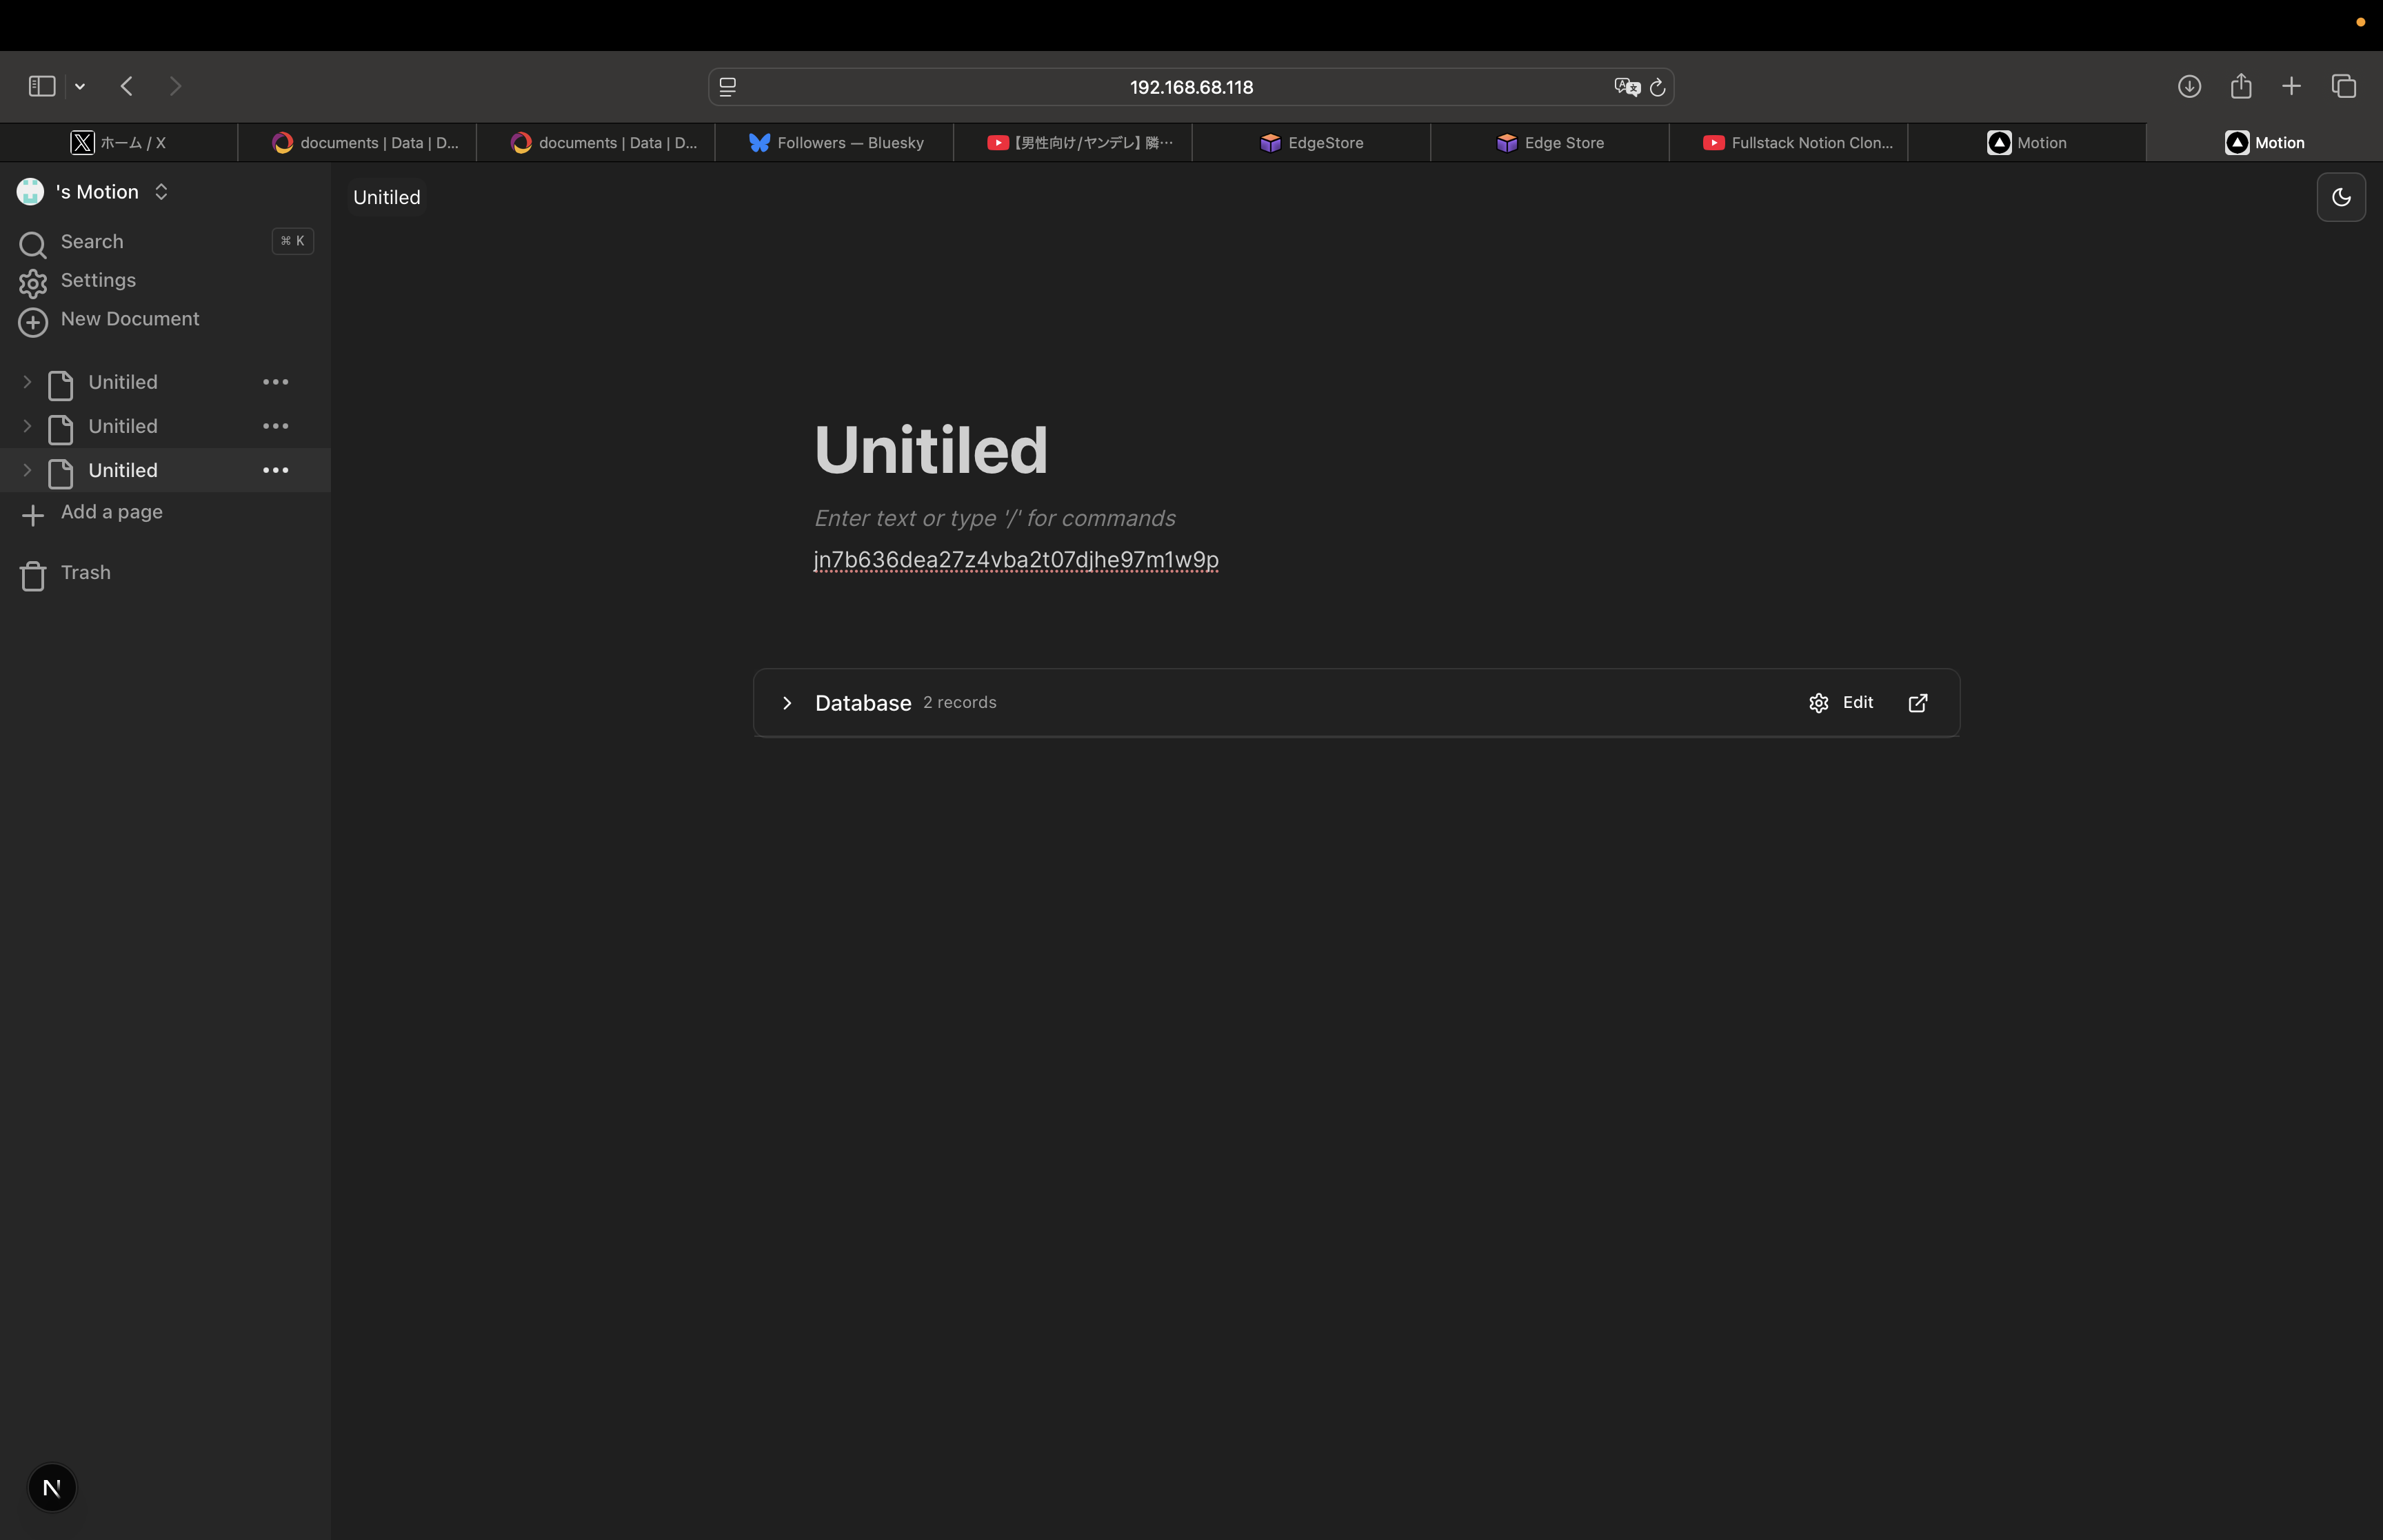 192.168.68.118
ホーム / X
documents | Data | D...
documents | Data | D...
Followers — Bluesky
【男性向け/ヤンデレ】隣…
EdgeStore
Edge Store
Fullstack Notion Clon...
Motion
Motion
's Motion
Untiled
Search
⌘ K
Settings
New Document
Unitiled
Unitiled
Unitiled
Add a page
Trash
Unitiled
Enter text or type '/' for commands
jn7b636dea27z4vba2t07djhe97m1w9p
Database 2 records
Edit
N